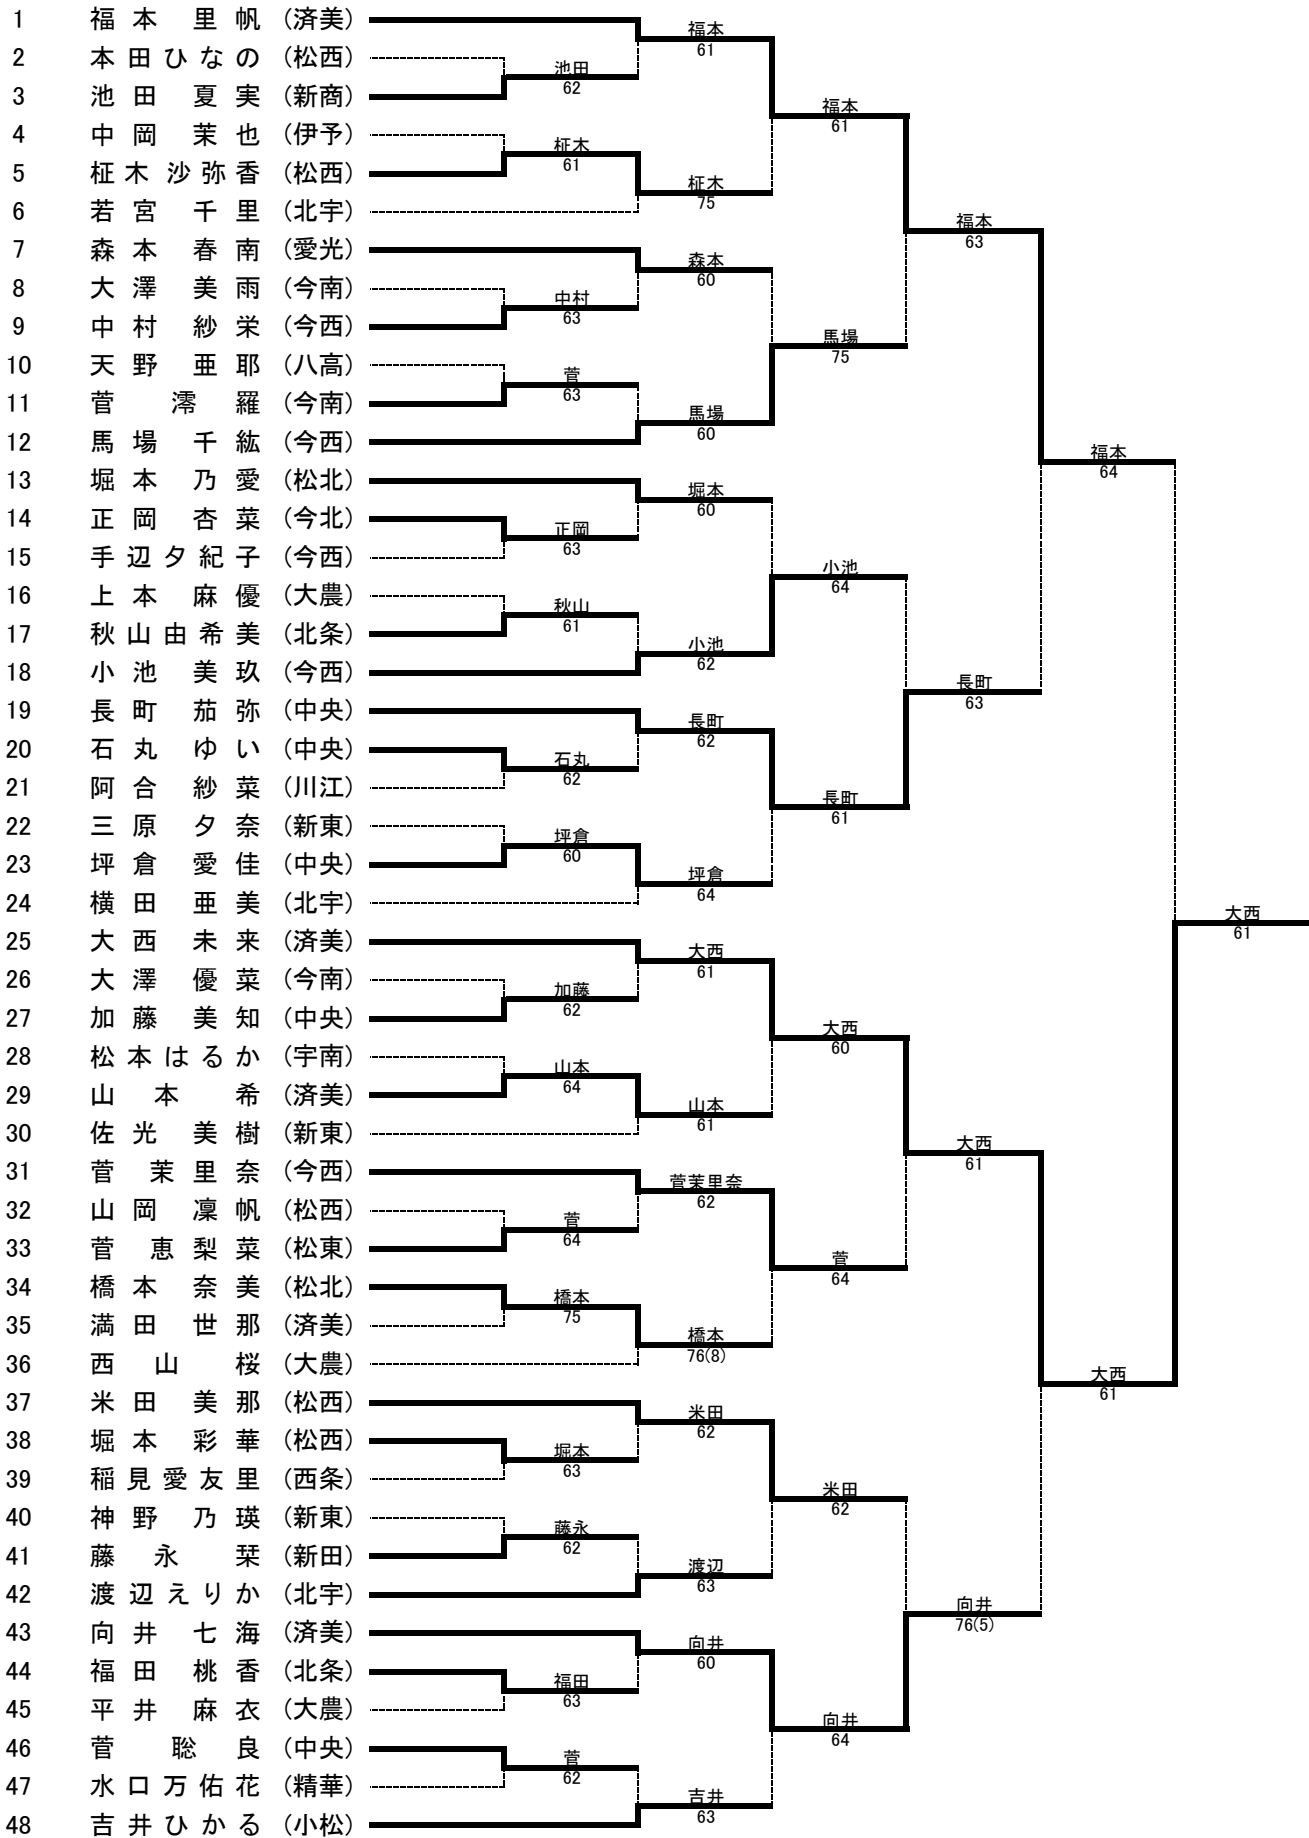 1 福本 里帆 (済美)
2 本田ひなの (松西)
3 池田 夏実 (新商)
4 中岡 茉也 (伊予)
5 柾木沙弥香 (松西)
6 若宮 千里 (北宇)
7 森本 春南 (愛光)
8 大澤 美雨 (今南)
9 中村 紗栄 (今西)
10 天野 亜耶 (八高)
11 菅 澪羅 (今南)
12 馬場 千紘 (今西)
13 堀本 乃愛 (松北)
14 正岡 杏菜 (今北)
15 手辺夕紀子 (今西)
16 上本 麻優 (大農)
17 秋山由希美 (北条)
18 小池 美玖 (今西)
19 長町 茄弥 (中央)
20 石丸 ゆい (中央)
21 阿合 紗菜 (川江)
22 三原 夕奈 (新東)
23 坪倉 愛佳 (中央)
24 横田 亜美 (北宇)
25 大西 未来 (済美)
26 大澤 優菜 (今南)
27 加藤 美知 (中央)
28 松本はるか (宇南)
29 山本 希 (済美)
30 佐光 美樹 (新東)
31 菅 茉里奈 (今西)
32 山岡 凜帆 (松西)
33 菅 恵梨菜 (松東)
34 橋本 奈美 (松北)
35 満田 世那 (済美)
36 西山 桜 (大農)
37 米田 美那 (松西)
38 堀本 彩華 (松西)
39 稲見愛友里 (西条)
40 神野 乃瑛 (新東)
41 藤永 栞 (新田)
42 渡辺えりか (北宇)
43 向井 七海 (済美)
44 福田 桃香 (北条)
45 平井 麻衣 (大農)
46 菅 聡良 (中央)
47 水口万佑花 (精華)
48 吉井ひかる (小松)
池田
62
柾木
61
中村
63
菅
63
正岡
63
秋山
61
石丸
62
坪倉
60
加藤
62
山本
64
菅
64
橋本
75
堀本
63
藤永
62
福田
63
菅
62
福本
61
柾木
75
森本
60
馬場
60
堀本
60
小池
62
長町
62
坪倉
64
大西
61
山本
61
菅茉里奈
62
橋本
76(8)
米田
62
渡辺
63
向井
60
吉井
63
福本
61
馬場
75
小池
64
長町
61
大西
60
菅
64
米田
62
向井
64
福本
63
長町
63
大西
61
向井
76(5)
福本
64
大西
61
大西
61